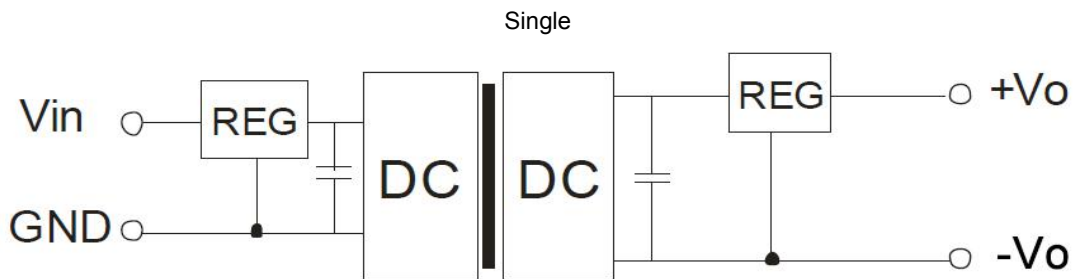 Single
Vin
REG
DC
DC
REG
+Vo
GND
-Vo